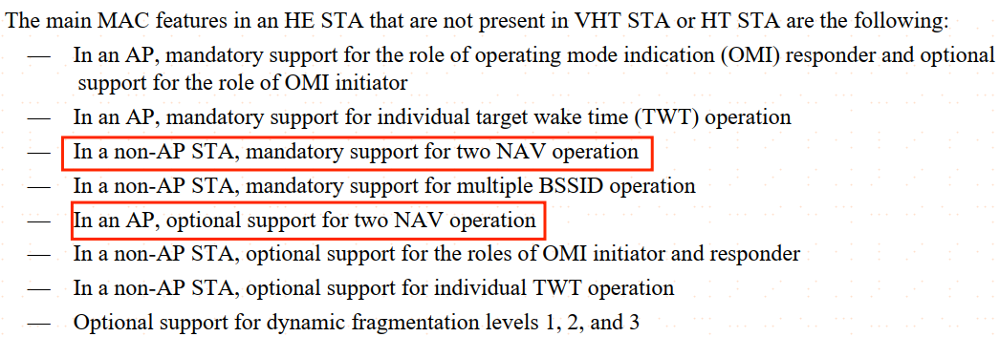 The main MAC features in an HE STA that are not present in VHT STA or HT STA are the following:
— In an AP, mandatory support for the role of operating mode indication (OMI) responder and optional
support for the role of OMI initiator
— In an AP, mandatory support for individual target wake time (TWT) operation
— In a non-AP STA, mandatory support for two NAV operation
— In a non-AP STA, mandatory support for multiple BSSID operation
— In an AP, optional support for two NAV operation
— In a non-AP STA, optional support for the roles of OMI initiator and responder
— In a non-AP STA, optional support for individual TWT operation
— Optional support for dynamic fragmentation levels 1, 2, and 3